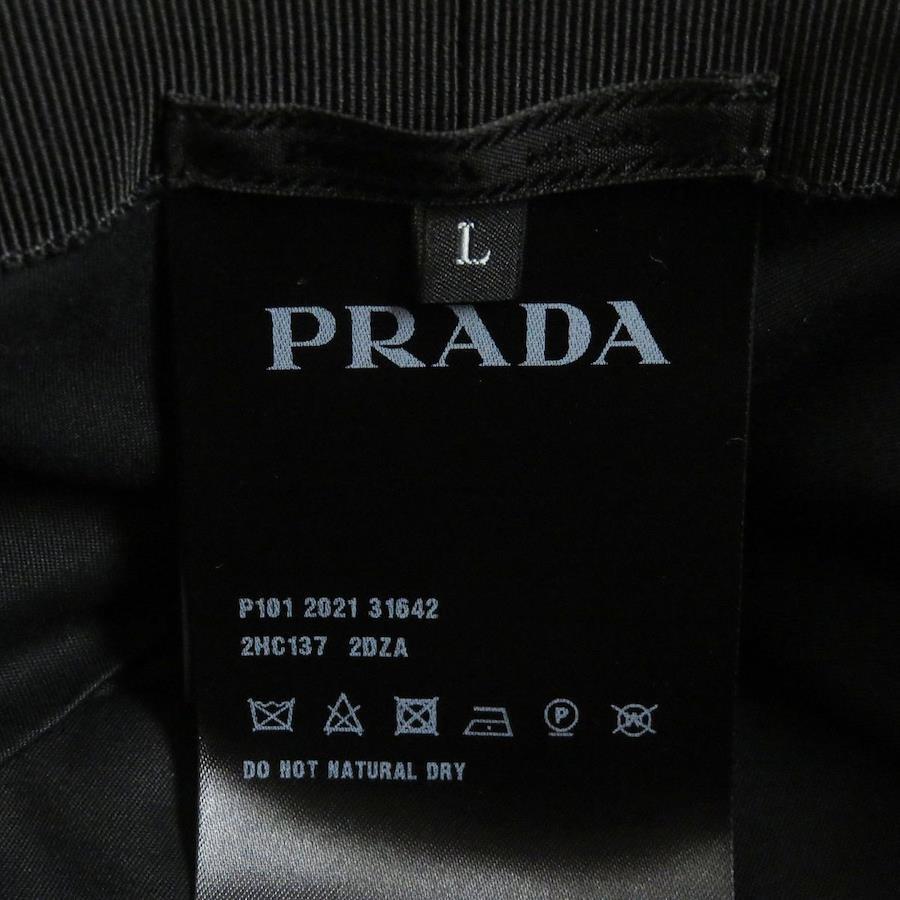 L
PRADA
P101 2021 31642
2HC137 2DZA
P
W
DO NOT NATURAL DRY